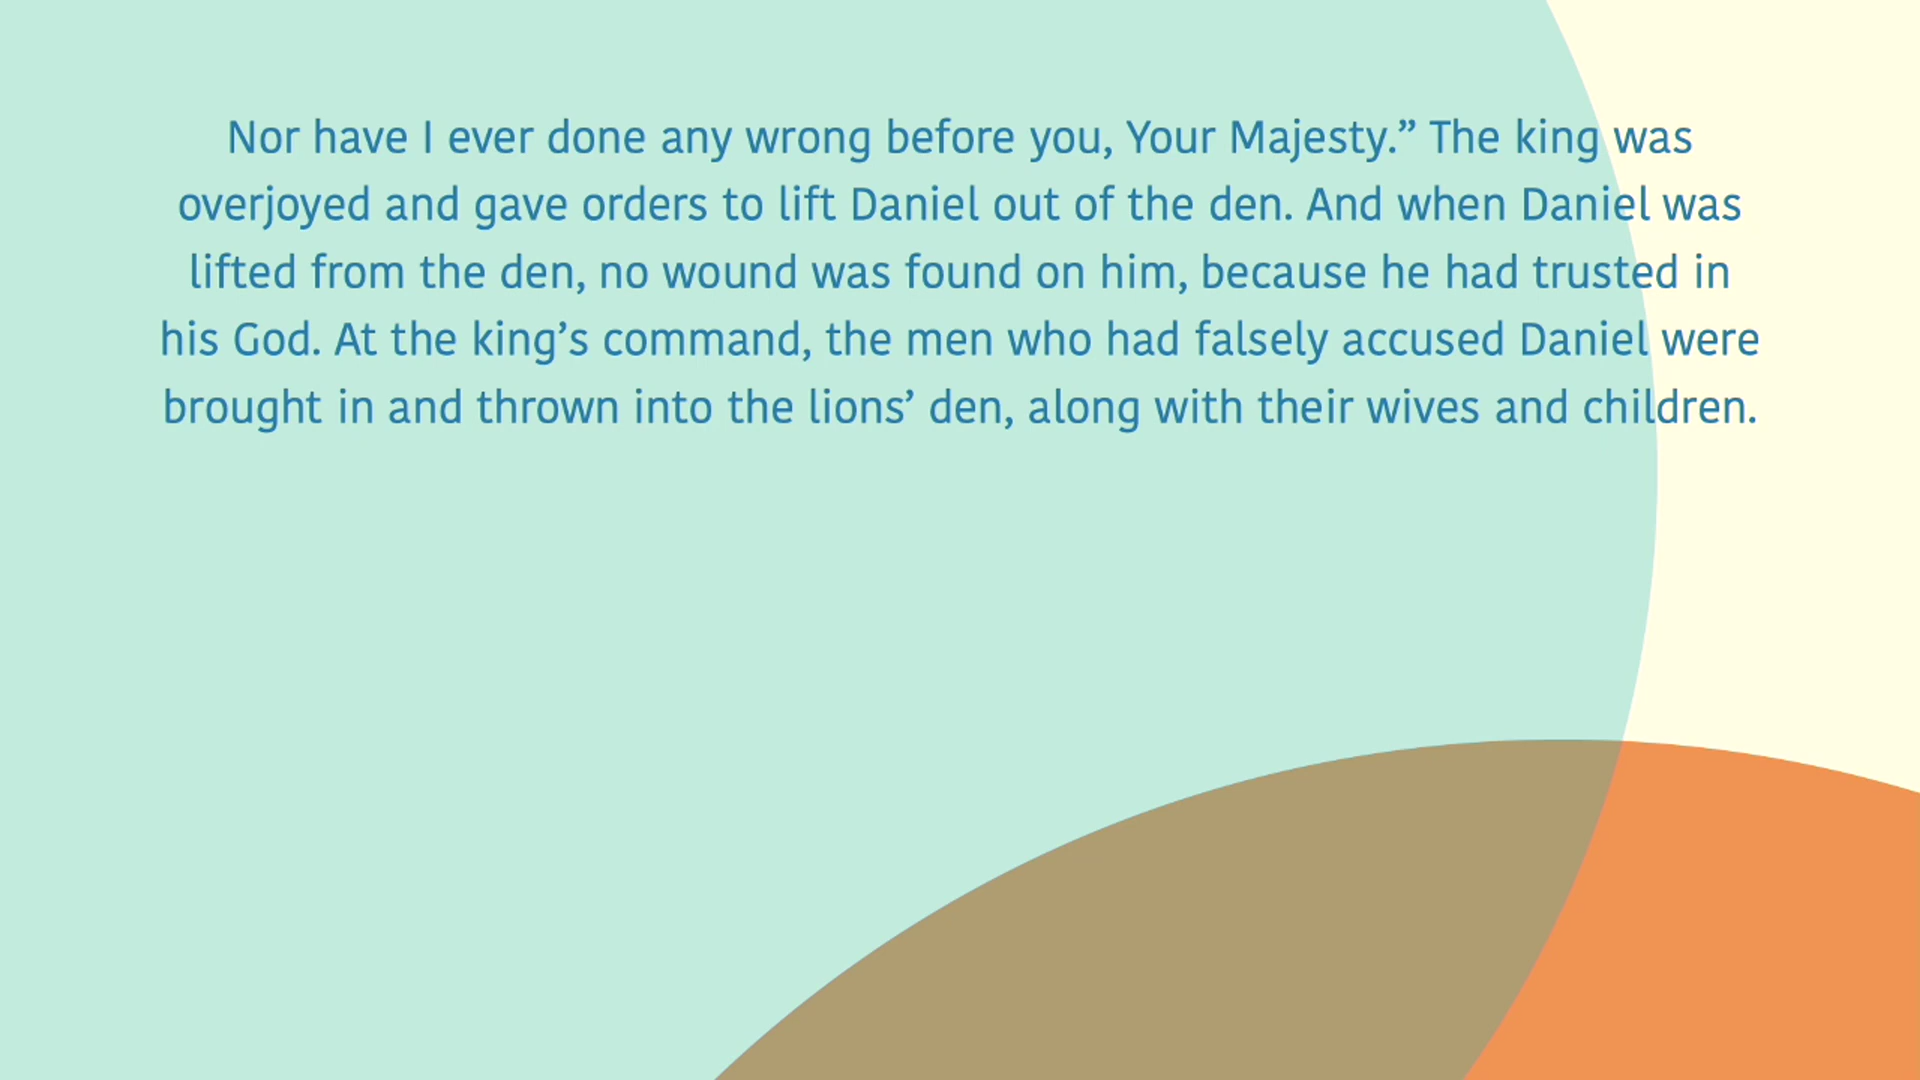 Nor have I ever done any wrong before you, Your Majesty.” The king was
overjoyed and gave orders to lift Daniel out of the den. And when Daniel was
lifted from the den, no wound was found on him, because he had trusted in
his God. At the king’s command, the men who had falsely accused Daniel were
brought in and thrown into the lions’ den, along with their wives and children.